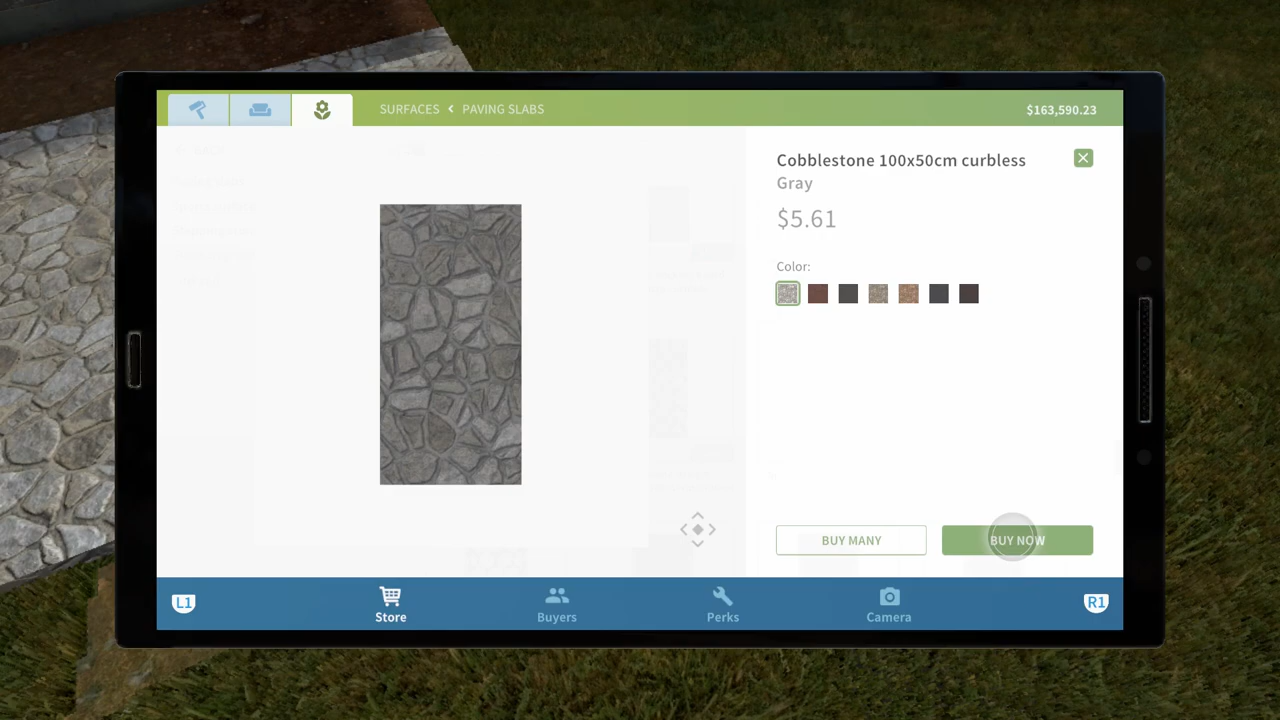 SURFACES < PAVING SLABS
$163,590.23
Cobblestone 100x50cm curbless
Gray
$5.61
Color:
BUY MANY
BUY NOW
L1
Store
Buyers
Perks
Camera
R1